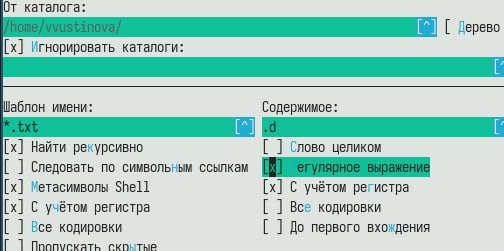 От каталога:
/home/vvustinova/ [^] [ Дерево
[x] Игнорировать каталоги:
[^
Шаблон имени: Содержимое:
*.txt [^] .d
[x] Найти рекурсивно [ ] Слово целиком
[ ] Следовать по символьным ссылкам [x] егулярное выражение
[x] Метасимволы Shell [x] С учётом регистра
[x] С учётом регистра [ ] Все кодировки
[ ] Все кодировки [ ] До первого вхождения
[ ] Пропускать скрытые